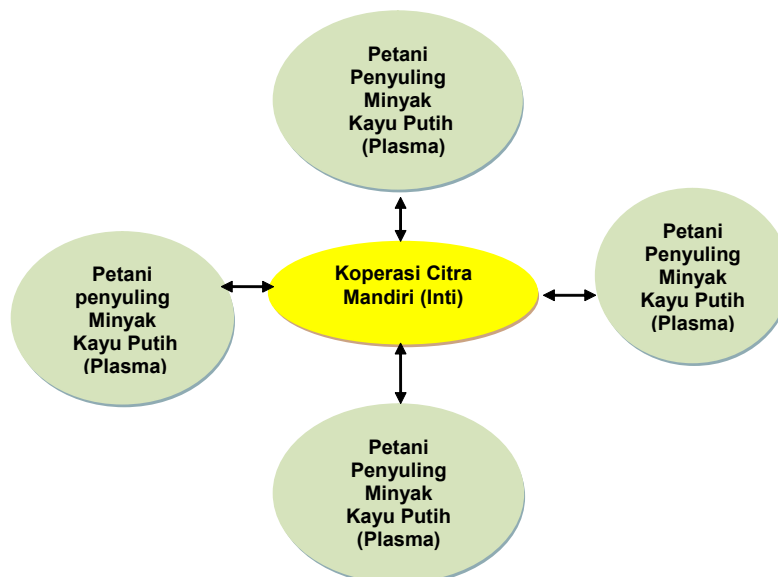 Petani
Penyuling
Minyak
Kayu Putih
(Plasma)
Petani
penyuling
Minyak
Kayu Putih
(Plasma)
Koperasi Citra
Mandiri (Inti)
Petani
Penyuling
Minyak
Kayu Putih
(Plasma)
Petani
Penyuling
Minyak
Kayu Putih
(Plasma)